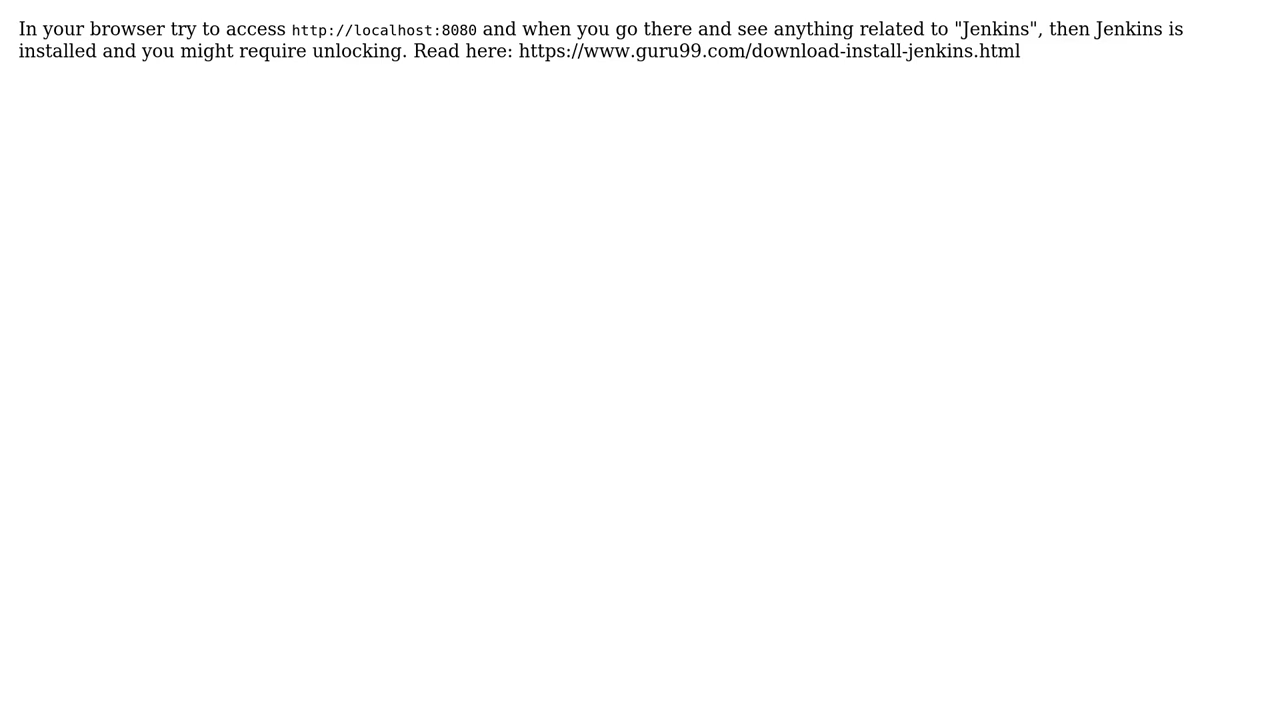 In your browser try to access http://localhost:8080 and when you go there and see anything related to "Jenkins", then Jenkins is
installed and you might require unlocking. Read here: https://www.guru99.com/download-install-jenkins.html